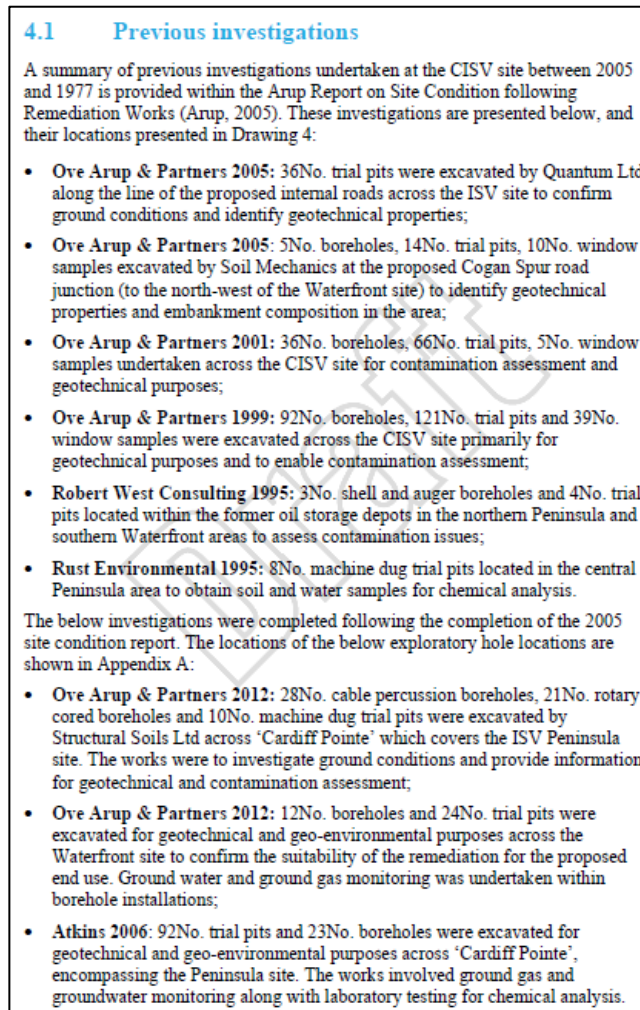 4.1 Previous investigations
A summary of previous investigations undertaken at the CISV site between 2005
and 1977 is provided within the Arup Report on Site Condition following
Remediation Works (Arup, 2005). These investigations are presented below, and
their locations presented in Drawing 4:
• Ove Arup & Partners 2005: 36No. trial pits were excavated by Quantum Ltd
along the line of the proposed internal roads across the ISV site to confirm
ground conditions and identify geotechnical properties;
• Ove Arup & Partners 2005: 5No. boreholes, 14No. trial pits, 10No. window
samples excavated by Soil Mechanics at the proposed Cogan Spur road
junction (to the north-west of the Waterfront site) to identify geotechnical
properties and embankment composition in the area;
• Ove Arup & Partners 2001: 36No. boreholes, 66No. trial pits, 5No. window
samples undertaken across the CISV site for contamination assessment and
geotechnical purposes;
• Ove Arup & Partners 1999: 92No. boreholes, 121No. trial pits and 39No.
window samples were excavated across the CISV site primarily for
geotechnical purposes and to enable contamination assessment;
• Robert West Consulting 1995: 3No. shell and auger boreholes and 4No. trial
pits located within the former oil storage depots in the northern Peninsula and
southern Waterfront areas to assess contamination issues;
• Rust Environmental 1995: 8No. machine dug trial pits located in the central
Peninsula area to obtain soil and water samples for chemical analysis.
The below investigations were completed following the completion of the 2005
site condition report. The locations of the below exploratory hole locations are
shown in Appendix A:
• Ove Arup & Partners 2012: 28No. cable percussion boreholes, 21No. rotary
cored boreholes and 10No. machine dug trial pits were excavated by
Structural Soils Ltd across ‘Cardiff Pointe’ which covers the ISV Peninsula
site. The works were to investigate ground conditions and provide information
for geotechnical and contamination assessment;
• Ove Arup & Partners 2012: 12No. boreholes and 24No. trial pits were
excavated for geotechnical and geo-environmental purposes across the
Waterfront site to confirm the suitability of the remediation for the proposed
end use. Ground water and ground gas monitoring was undertaken within
borehole installations;
• Atkins 2006: 92No. trial pits and 23No. boreholes were excavated for
geotechnical and geo-environmental purposes across ‘Cardiff Pointe’,
encompassing the Peninsula site. The works involved ground gas and
groundwater monitoring along with laboratory testing for chemical analysis.
Draft